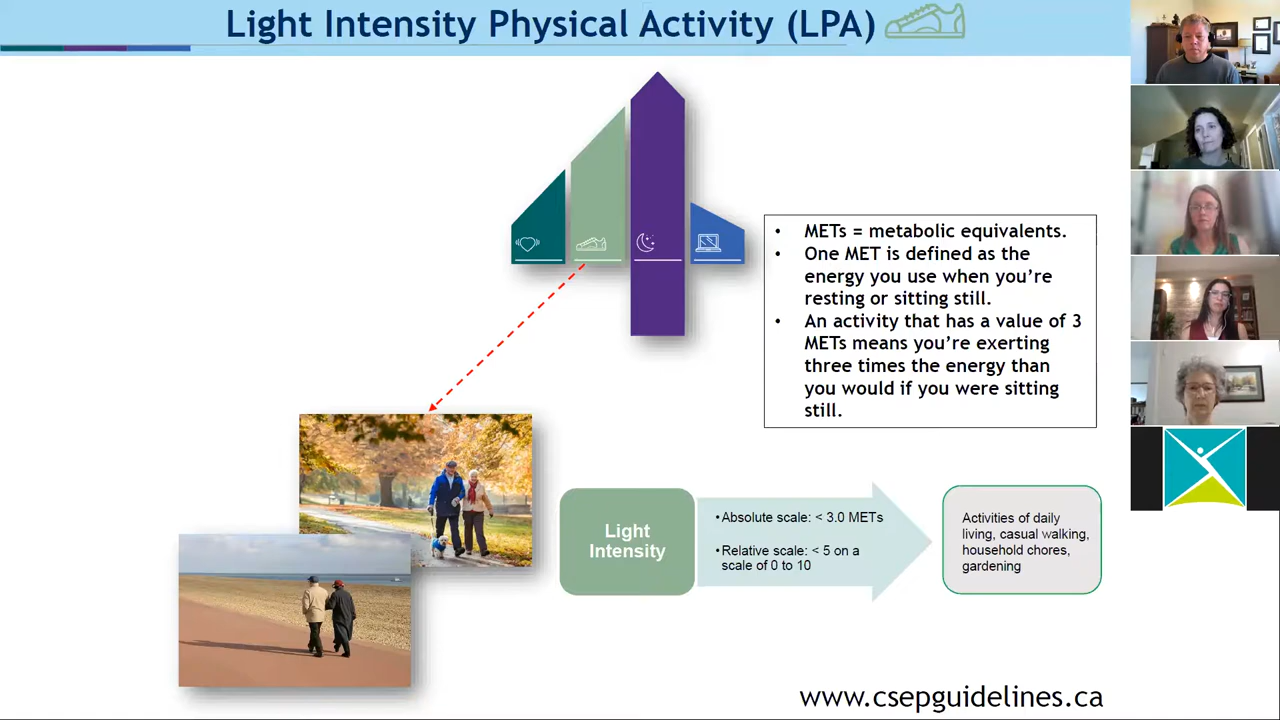 Light Intensity Physical Activity (LPA)
• METs = metabolic equivalents.
• One MET is defined as the
energy you use when you’re
resting or sitting still.
• An activity that has a value of 3
METs means you’re exerting
three times the energy than
you would if you were sitting
still.
Light
Intensity
•Absolute scale: < 3.0 METs
•Relative scale: < 5 on a
scale of 0 to 10
Activities of daily
living, casual walking,
household chores,
gardening
www.csepguidelines.ca